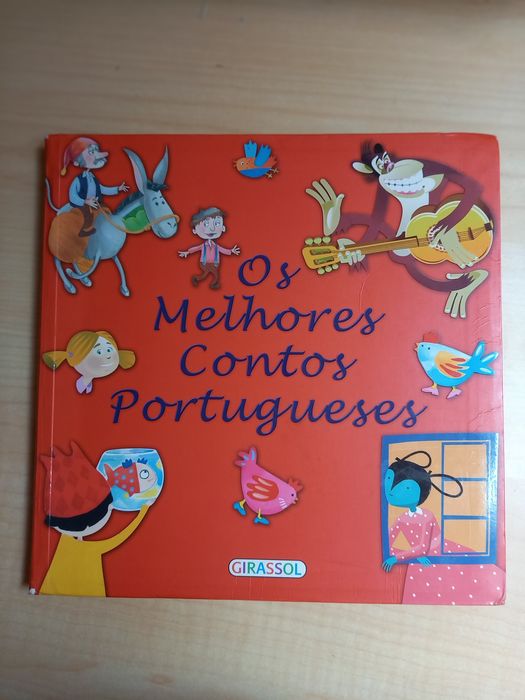 Os
Melhores
Contos
Portugueses
GIRASSOL